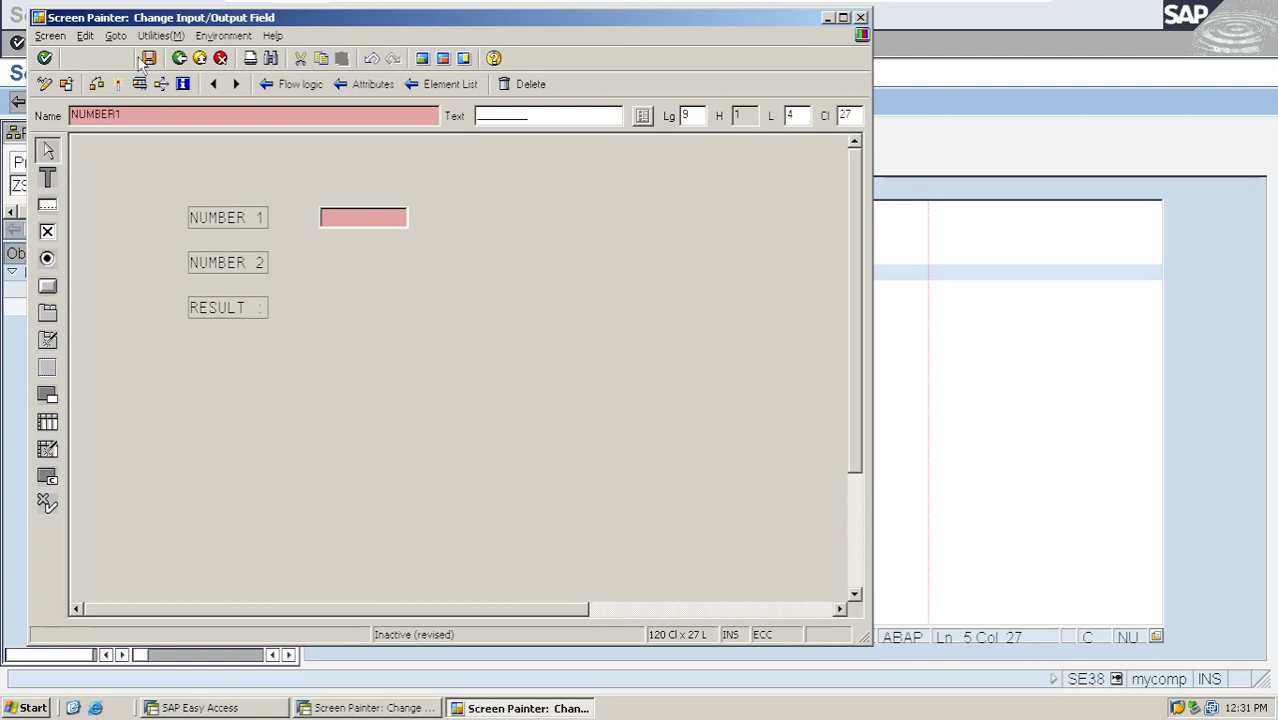 Screen Painter: Change Input/Output Field
SAP
Screen Edit Goto Utilities(M) Environment Help
Flow logic Attributes Element List Delete
Name NUMBER1 Text ________ Lg 9 H 1 L 4 Cl 27
NUMBER 1
NUMBER 2
RESULT :
Inactive (revised) 120 Cl x 27 L INS ECC
ABAP Ln 5 Col 27 C NU
SE38 mycomp INS
Start SAP Easy Access Screen Painter: Change ... Screen Painter: Chan... 12:31 PM